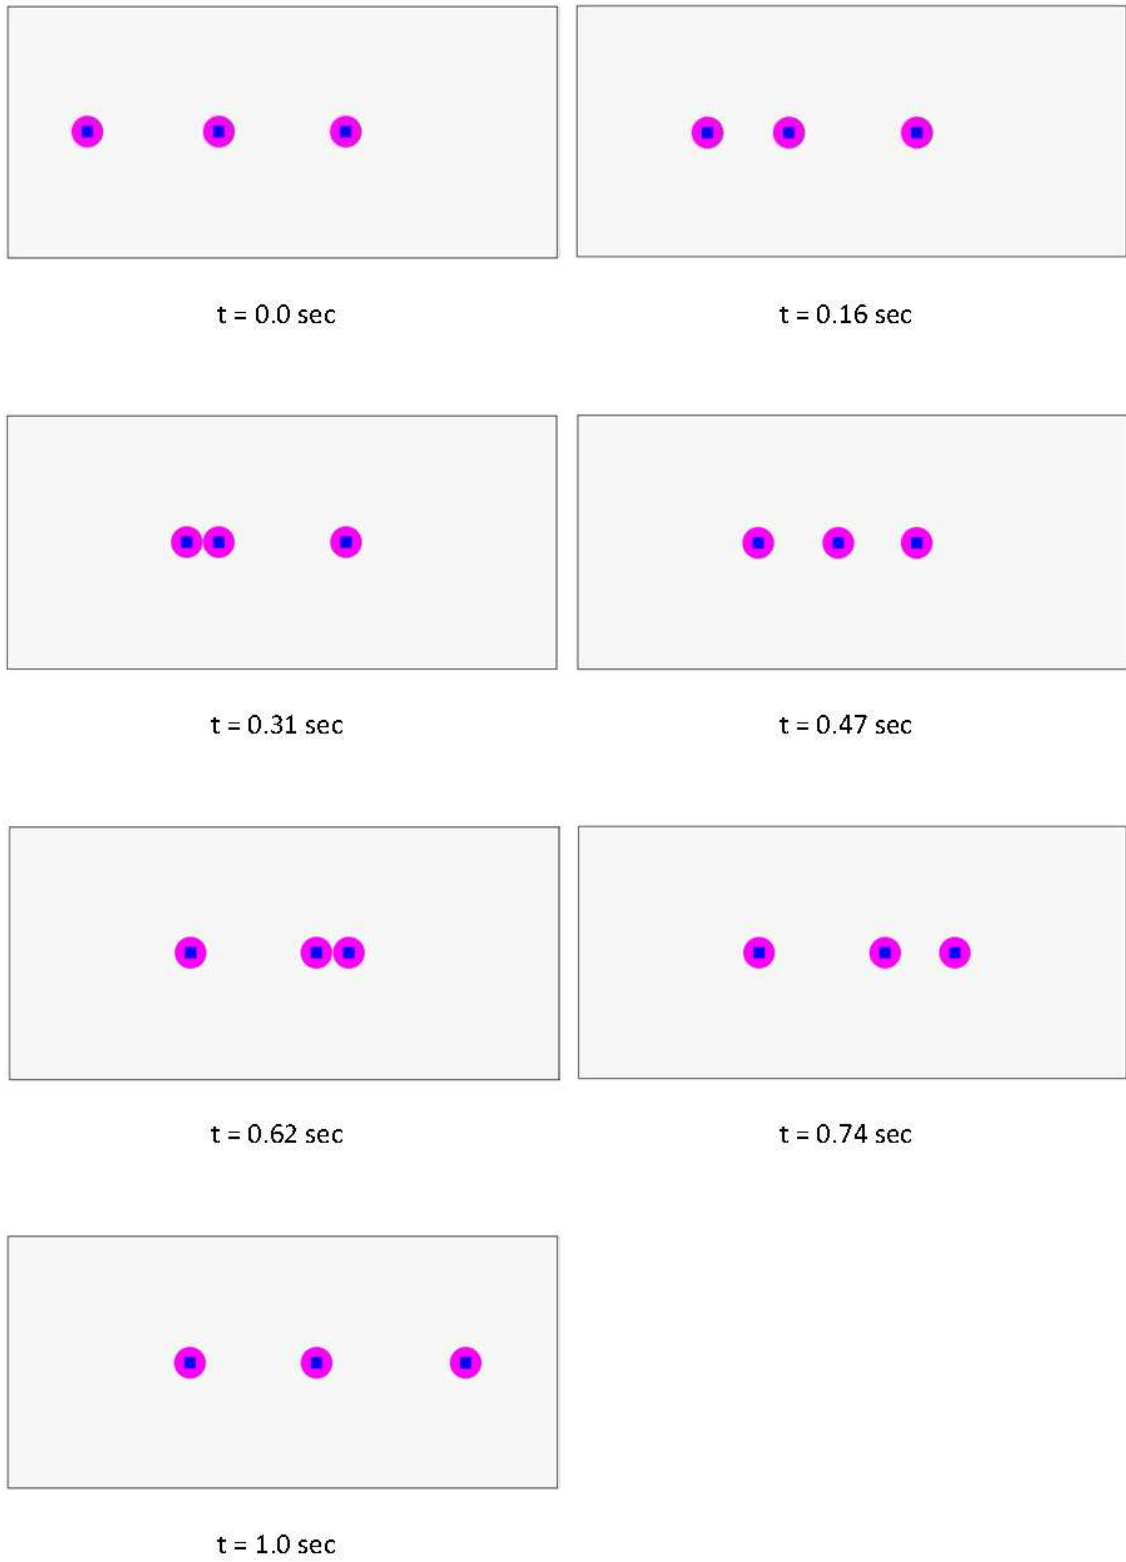 t = 0.0 sec
t = 0.16 sec
t = 0.31 sec
t = 0.47 sec
t = 0.62 sec
t = 0.74 sec
t = 1.0 sec